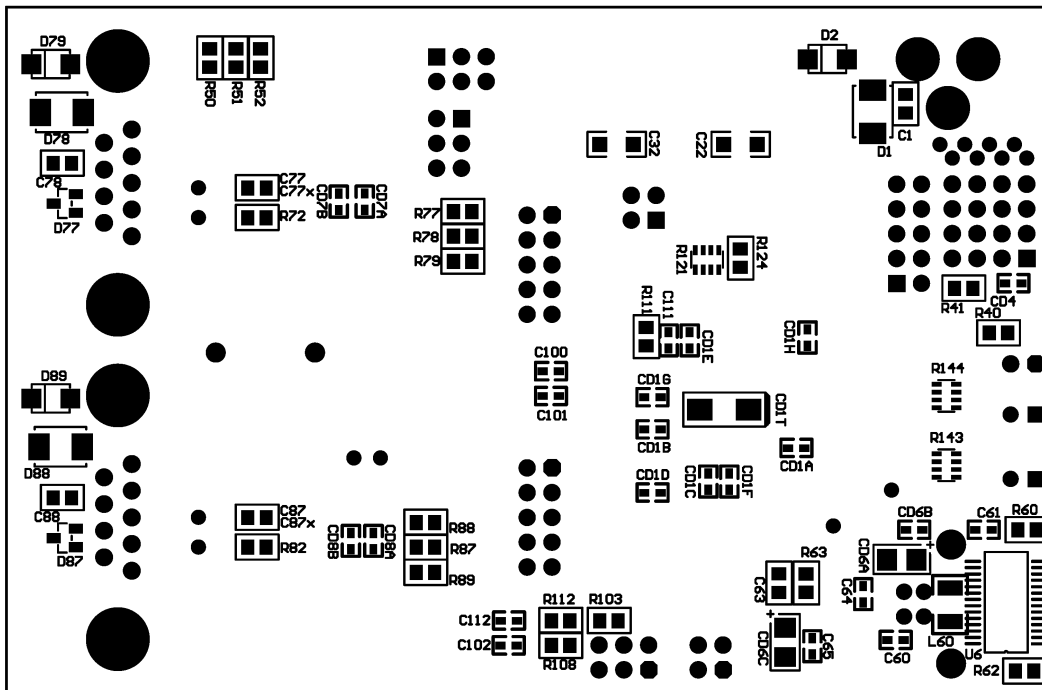 D79
D2
R50
R51
R52
D78
C32
C22
D1
C1
C78
C77
C77x
CD7B
CD7A
D77
R72
R77
R78
R79
R121
R124
R41
CD4
R40
R111
C111
CD1E
CD1H
C100
C101
D89
R144
CD1G
CD1T
CD1B
R143
D88
CD1A
CD1D
CD1C
CD1F
C88
C87
C87x
R88
CD6B
C61
R60
D87
R82
CD8B
CD8A
R87
R63
CD6A
+
R89
C63
C64
C112
R112
R103
+
L60
C102
R108
CD6C
C65
C60
U6
R62